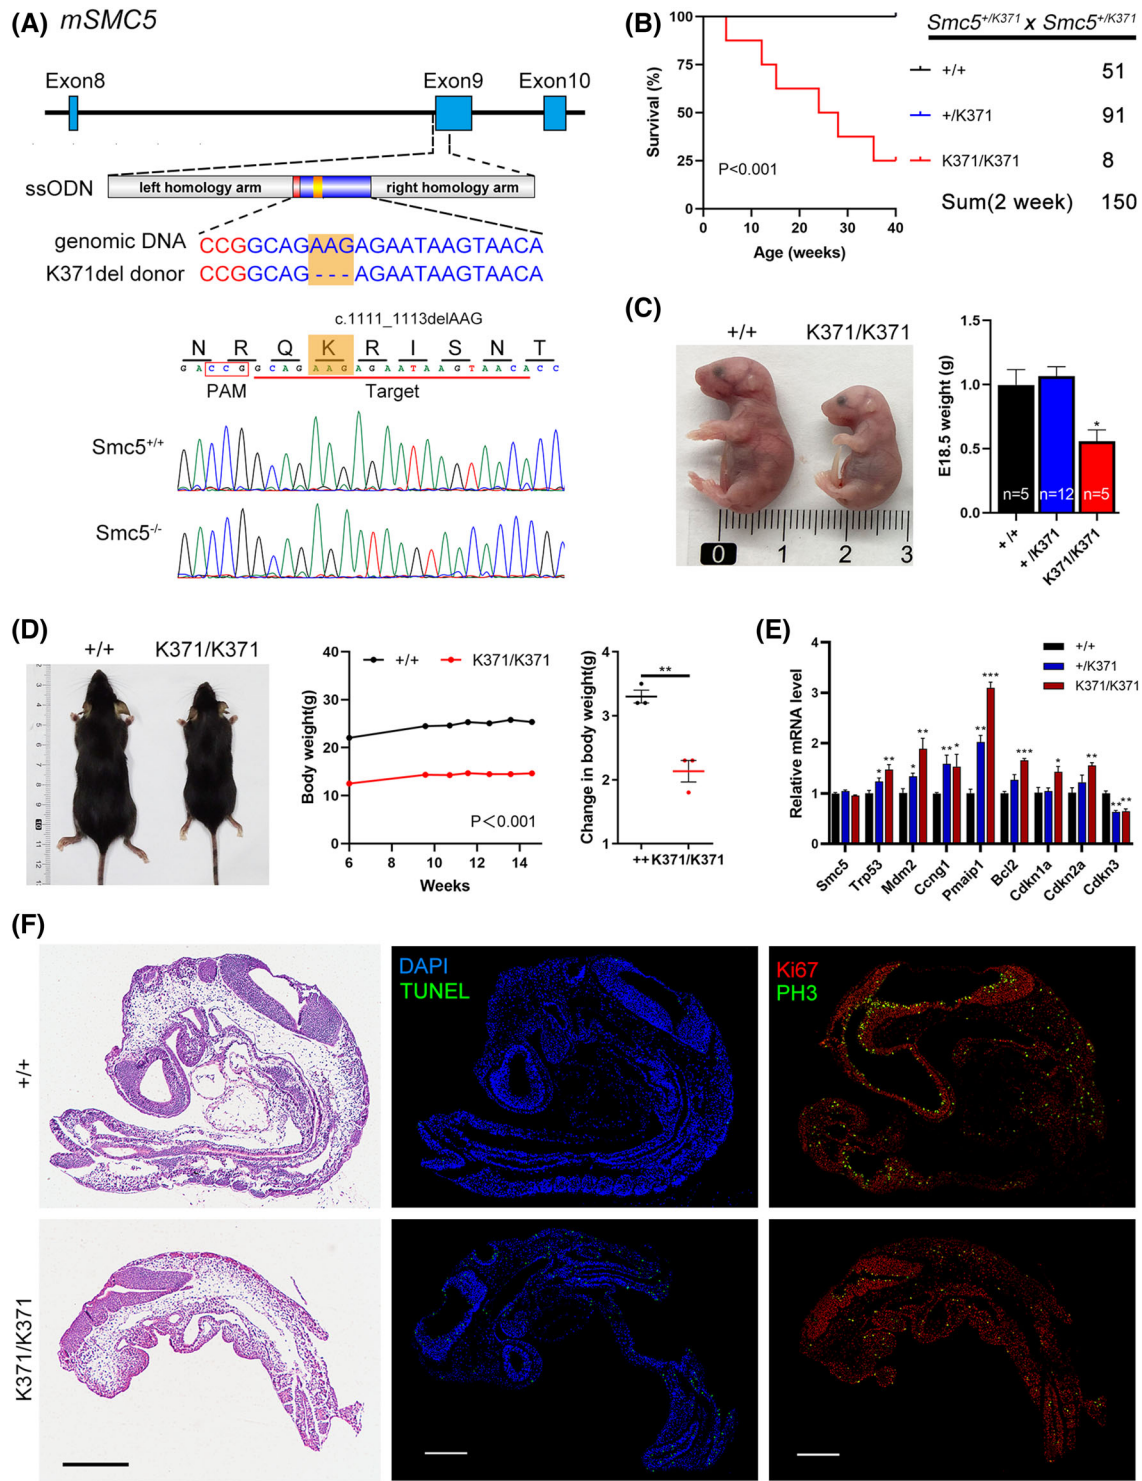 (A) mSMC5
Exon8 Exon9 Exon10
ssODN left homology arm right homology arm
genomic DNA CCGGCAGAAGAGAATAAGTAACA
K371del donor CCGGCAG---AGAATAAGTAACA
c.1111_1113delAAG
N R Q K R I S N T
G A C C G G C A G A A G A G A A T A A G T A A C A C C
PAM Target
Smc5+/+
Smc5-/-
(B)
Smc5+/K371 x Smc5+/K371
+/+ 51
+/K371 91
K371/K371 8
Sum(2 week) 150
Survival (%)
100
75
50
25
0
P<0.001
0 10 20 30 40
Age (weeks)
(C)
+/+ K371/K371
0 1 2 3
E18.5 weight (g)
1.5
1.0
0.5
0.0
*
n=5 n=12 n=5
+/+ +/K371 K371/K371
(D)
+/+ K371/K371
+/+ K371/K371
Body weight(g)
40
30
20
10
0
P<0.001
6 8 10 12 14
Weeks
Change in body weight(g)
4
3
2
1
**
++ K371/K371
(E)
Relative mRNA level
4
3
2
1
0
+/+
+/K371
K371/K371
* ** * ** ** * ** *** *** * ** ** **
Smc5 Trp53 Mdm2 Ccng1 Pmaip1 Bcl2 Cdkn1a Cdkn2a Cdkn3
(F)
+/+
DAPI
TUNEL
Ki67
PH3
K371/K371